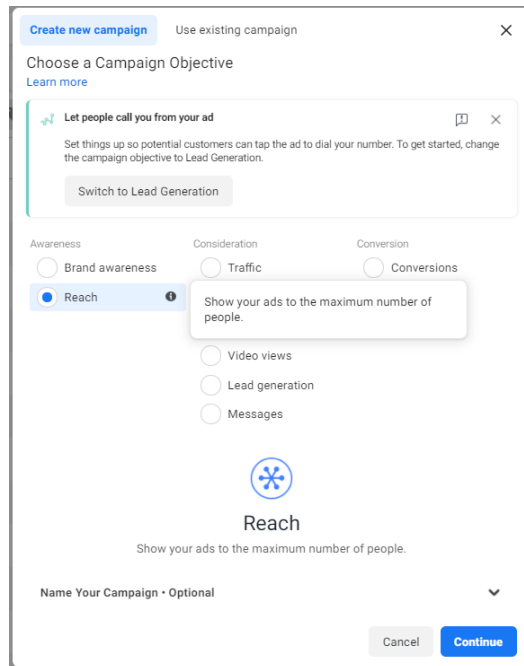 Create new campaign
Use existing campaign
Choose a Campaign Objective
Learn more
Let people call you from your ad
Set things up so potential customers can tap the ad to dial your number. To get started, change
the campaign objective to Lead Generation.
Switch to Lead Generation
Awareness
Consideration
Conversion
Brand awareness
Traffic
Conversions
Reach
Show your ads to the maximum number of
people.
Video views
Lead generation
Messages
Reach
Show your ads to the maximum number of people.
Name Your Campaign • Optional
Cancel
Continue